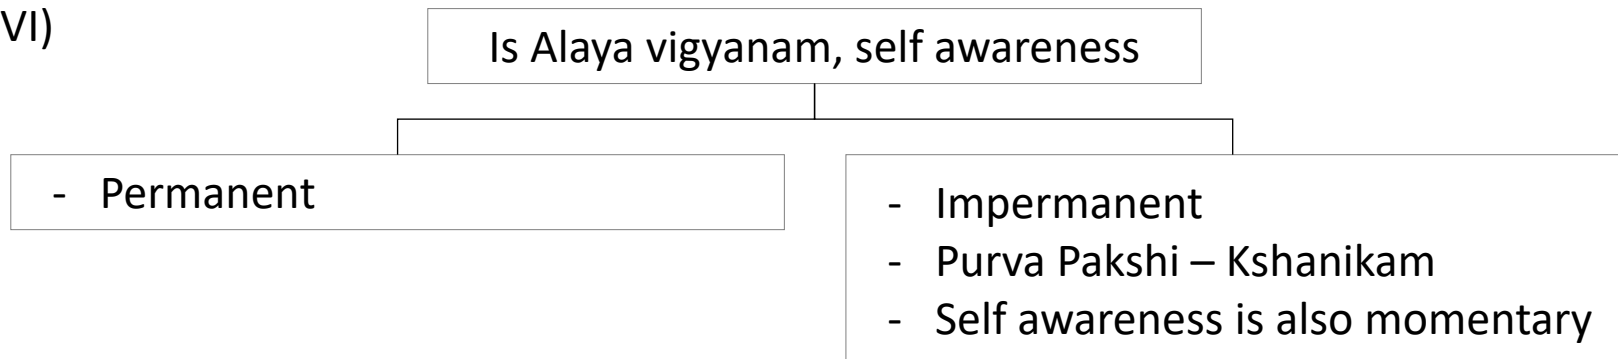 VI)
Is Alaya vigyanam, self awareness
- Permanent
- Impermanent
- Purva Pakshi – Kshanikam
- Self awareness is also momentary